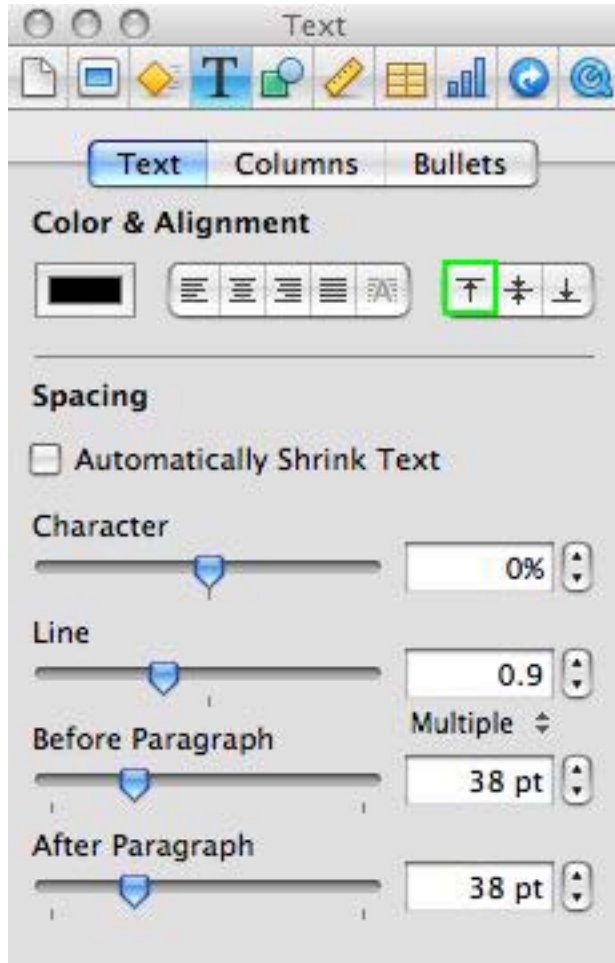 Text
T
Text Columns Bullets
Color & Alignment
A
Spacing
Automatically Shrink Text
Character
0%
Line
0.9
Multiple
Before Paragraph
38 pt
After Paragraph
38 pt